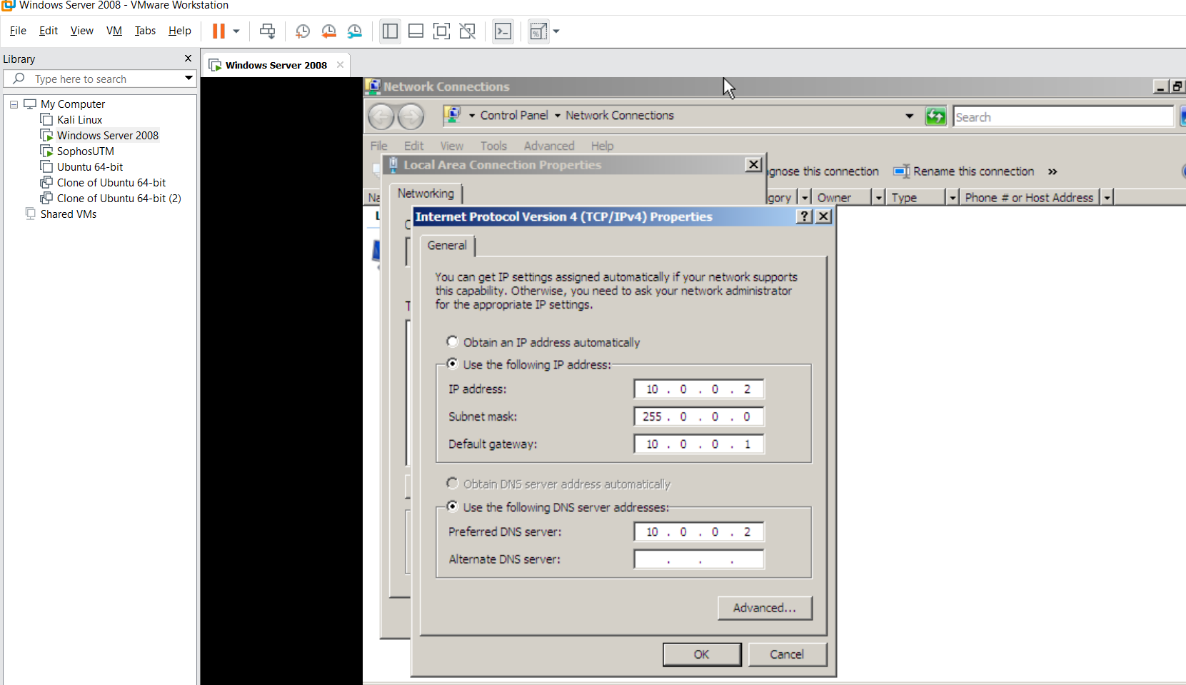 Windows Server 2008 - VMware Workstation
File Edit View VM Tabs Help
Library
Type here to search
My Computer
Kali Linux
Windows Server 2008
SophosUTM
Ubuntu 64-bit
Clone of Ubuntu 64-bit
Clone of Ubuntu 64-bit (2)
Shared VMs
Windows Server 2008
Network Connections
Control Panel Network Connections
Search
File Edit View Tools Advanced Help
Local Area Connection Properties
gnose this connection Rename this connection »
Na gory Owner Type Phone # or Host Address
Networking
Internet Protocol Version 4 (TCP/IPv4) Properties
General
You can get IP settings assigned automatically if your network supports
this capability. Otherwise, you need to ask your network administrator
for the appropriate IP settings.
Obtain an IP address automatically
Use the following IP address:
IP address: 10 . 0 . 0 . 2
Subnet mask: 255 . 0 . 0 . 0
Default gateway: 10 . 0 . 0 . 1
Obtain DNS server address automatically
Use the following DNS server addresses:
Preferred DNS server: 10 . 0 . 0 . 2
Alternate DNS server: . . .
Advanced...
OK Cancel